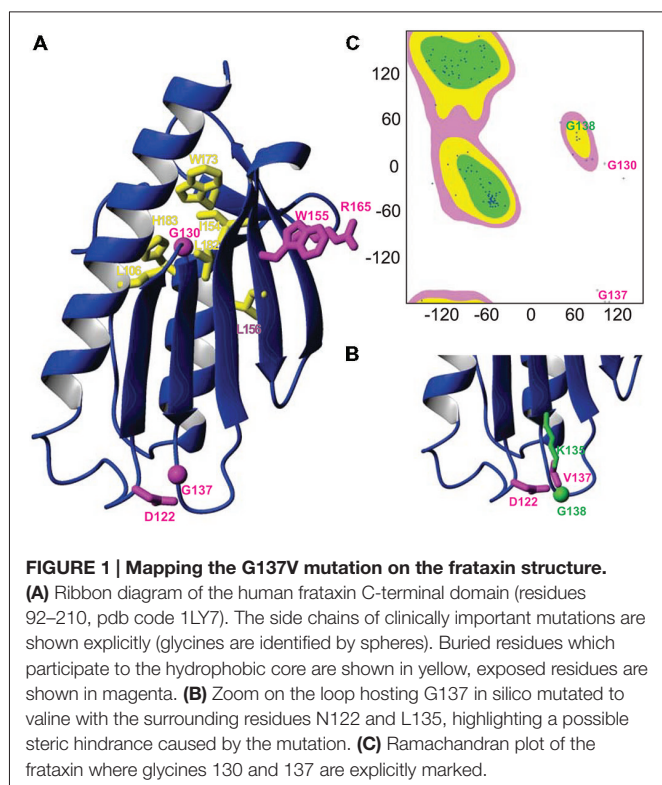 A
W173
I154
H183
G130
L182
L106
W155
R165
L156
G137
D122
C
120
60
0
-60
-120
G138
G130
G137
-120 -60 0 60 120
B
K135
V137
D122
G138
FIGURE 1 | Mapping the G137V mutation on the frataxin structure.
(A) Ribbon diagram of the human frataxin C-terminal domain (residues
92–210, pdb code 1LY7). The side chains of clinically important mutations are
shown explicitly (glycines are identified by spheres). Buried residues which
participate to the hydrophobic core are shown in yellow, exposed residues are
shown in magenta. (B) Zoom on the loop hosting G137 in silico mutated to
valine with the surrounding residues N122 and L135, highlighting a possible
steric hindrance caused by the mutation. (C) Ramachandran plot of the
frataxin where glycines 130 and 137 are explicitly marked.